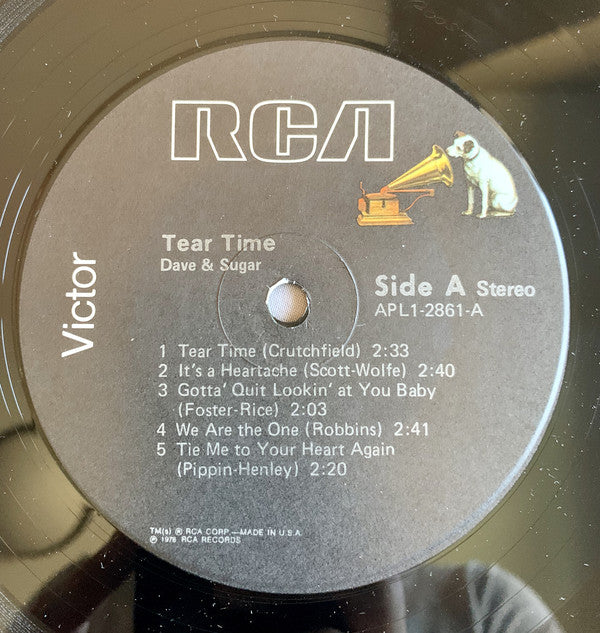 RCA
Tear Time
Dave & Sugar
Victor
Side A Stereo
APL1-2861-A
1 Tear Time (Crutchfield) 2:33
2 It's a Heartache (Scott-Wolfe) 2:40
3 Gotta' Quit Lookin' at You Baby
(Foster-Rice) 2:03
4 We Are the One (Robbins) 2:41
5 Tie Me to Your Heart Again
(Pippin-Henley) 2:20
TM(s) ® RCA CORP.—MADE IN U.S.A.
℗ 1978 RCA RECORDS